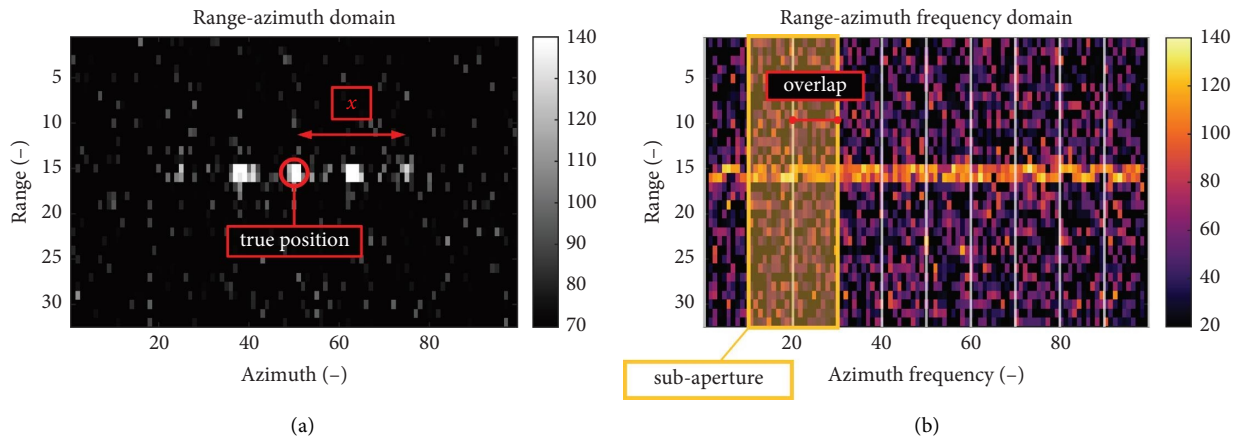 Range-azimuth domain
Range (–)
5
10
15
20
25
30
x
true position
20 40 60 80
Azimuth (–)
140
130
120
110
100
90
80
70
(a)
Range-azimuth frequency domain
Range (–)
5
10
15
20
25
30
overlap
20 40 60 80
sub-aperture
Azimuth frequency (–)
140
120
100
80
60
40
20
(b)